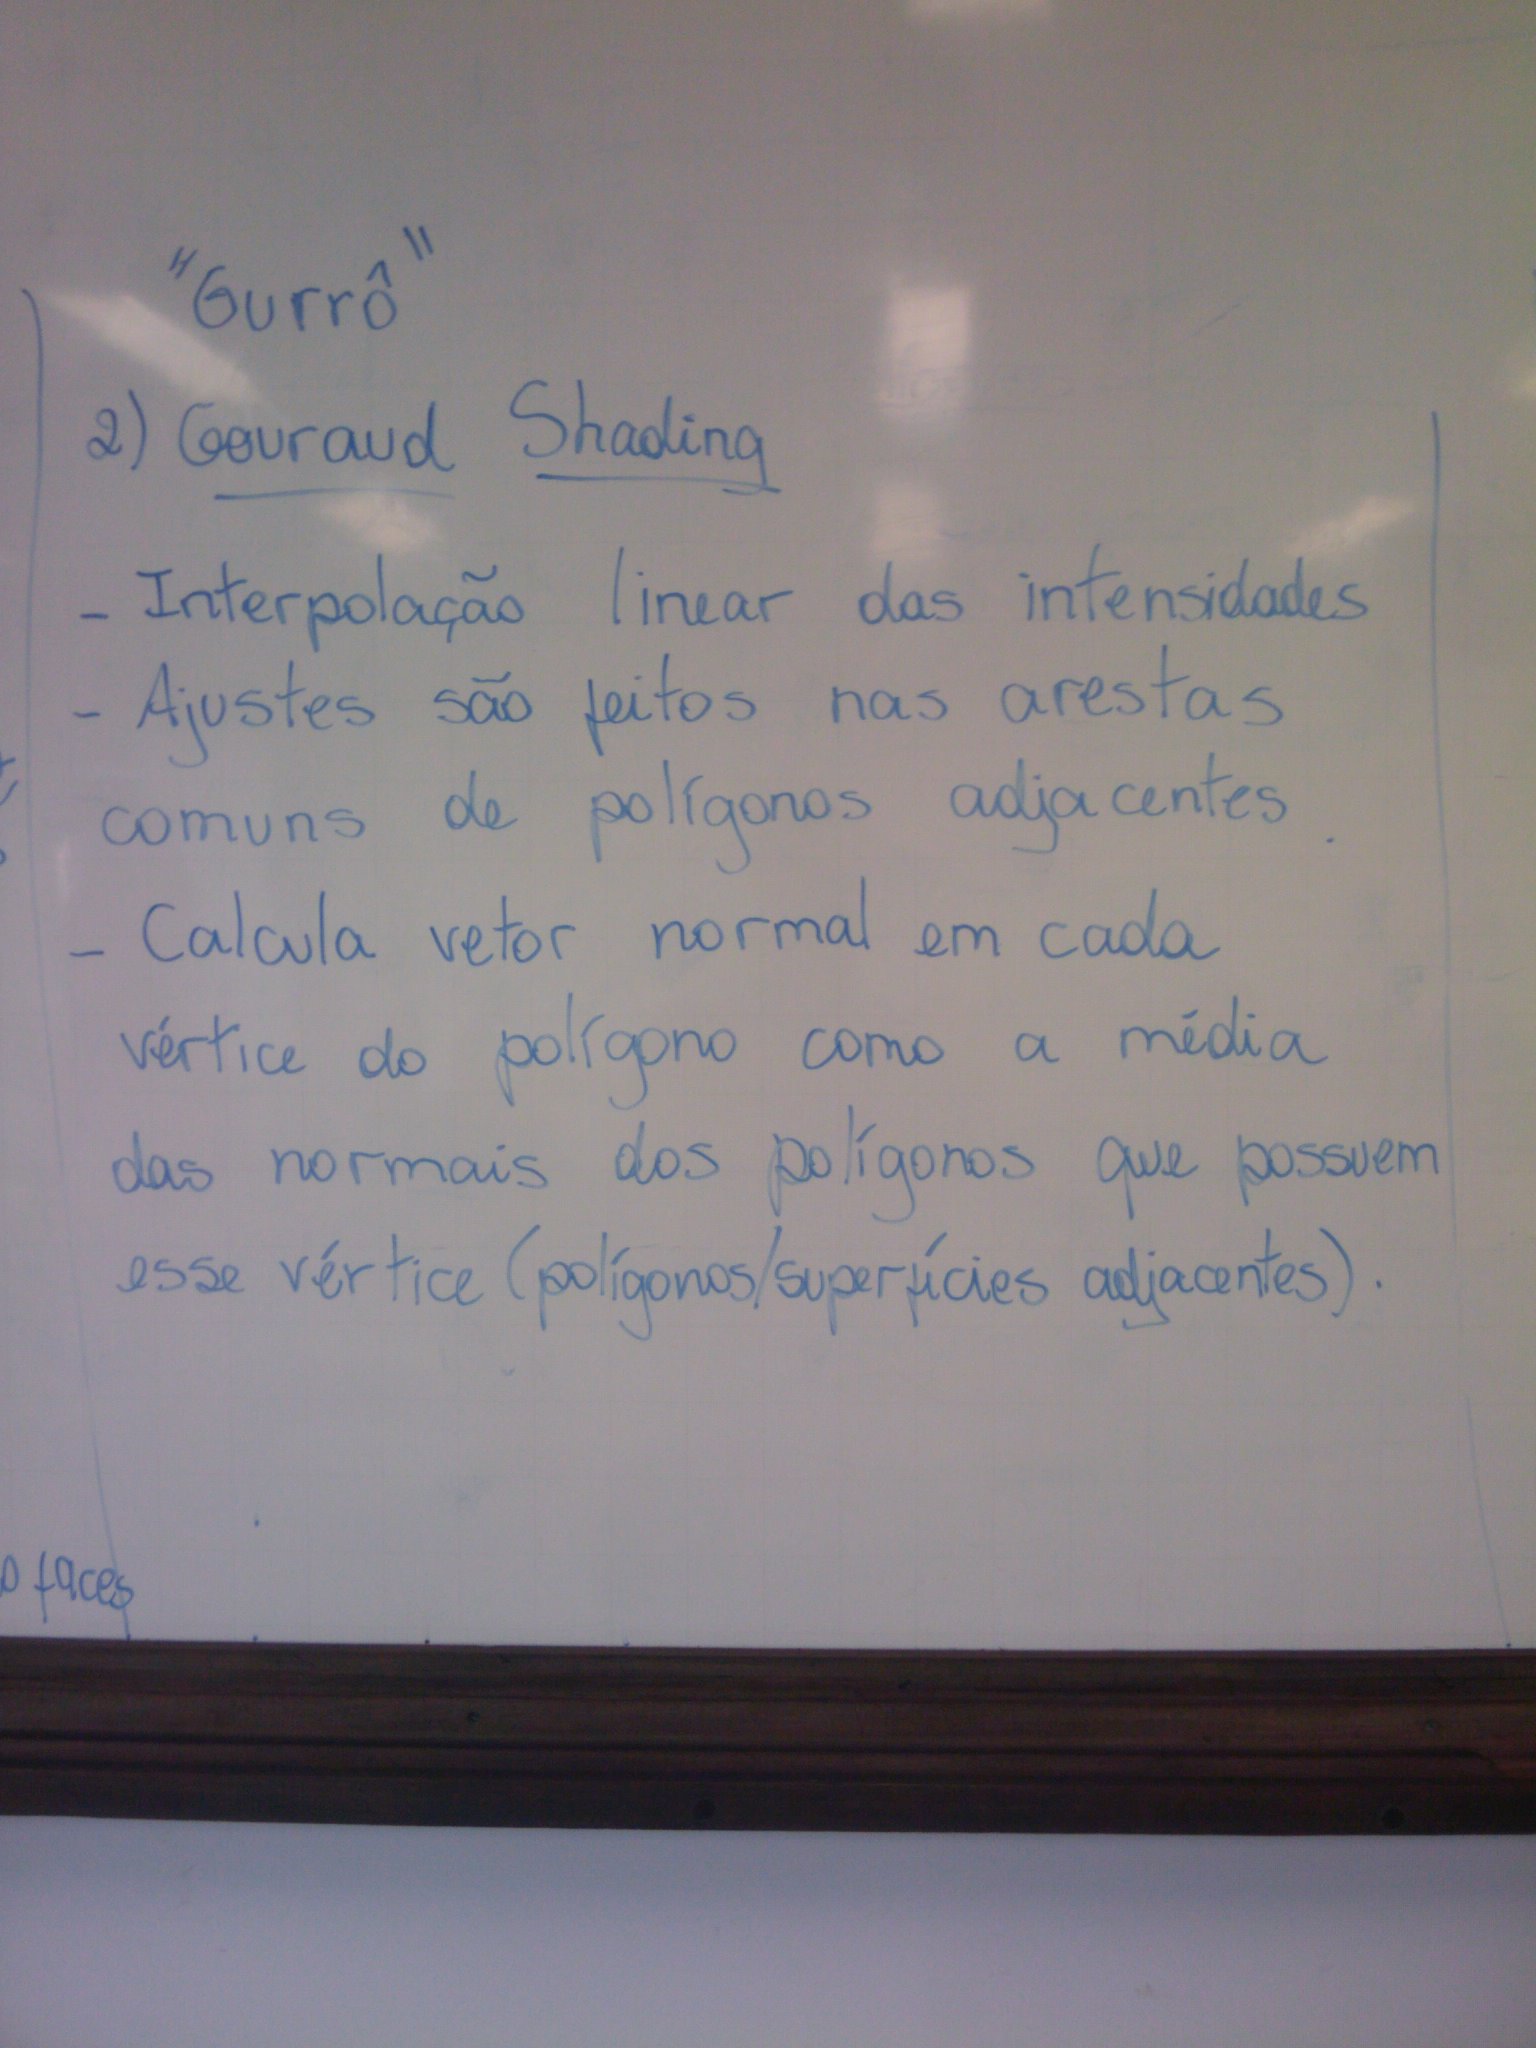 "Gurrô"
2) Gouraud Shading
- Interpolação linear das intensidades
- Ajustes são feitos nas arestas
comuns de polígonos adjacentes.
- Calcula vetor normal em cada
vértice do polígono como a média
das normais dos polígonos que possuem
esse vértice (polígonos/superfícies adjacentes).
faces